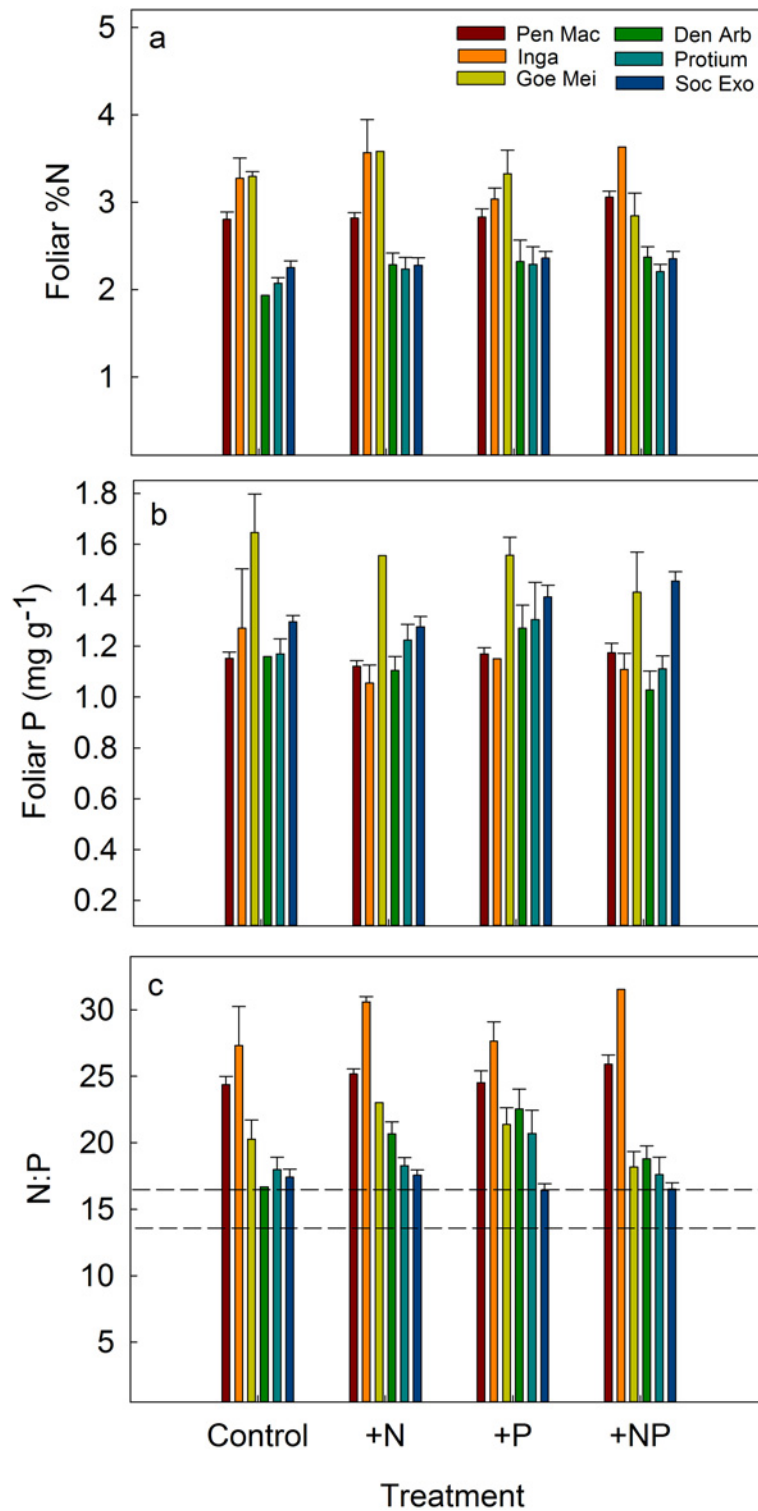 a
Pen Mac
Inga
Goe Mei
Den Arb
Protium
Soc Exo
5
4
3
2
1
Foliar %N
b
1.8
1.6
1.4
1.2
1.0
0.8
0.6
0.4
0.2
Foliar P (mg g⁻¹)
c
30
25
20
15
10
5
N:P
Control +N +P +NP
Treatment